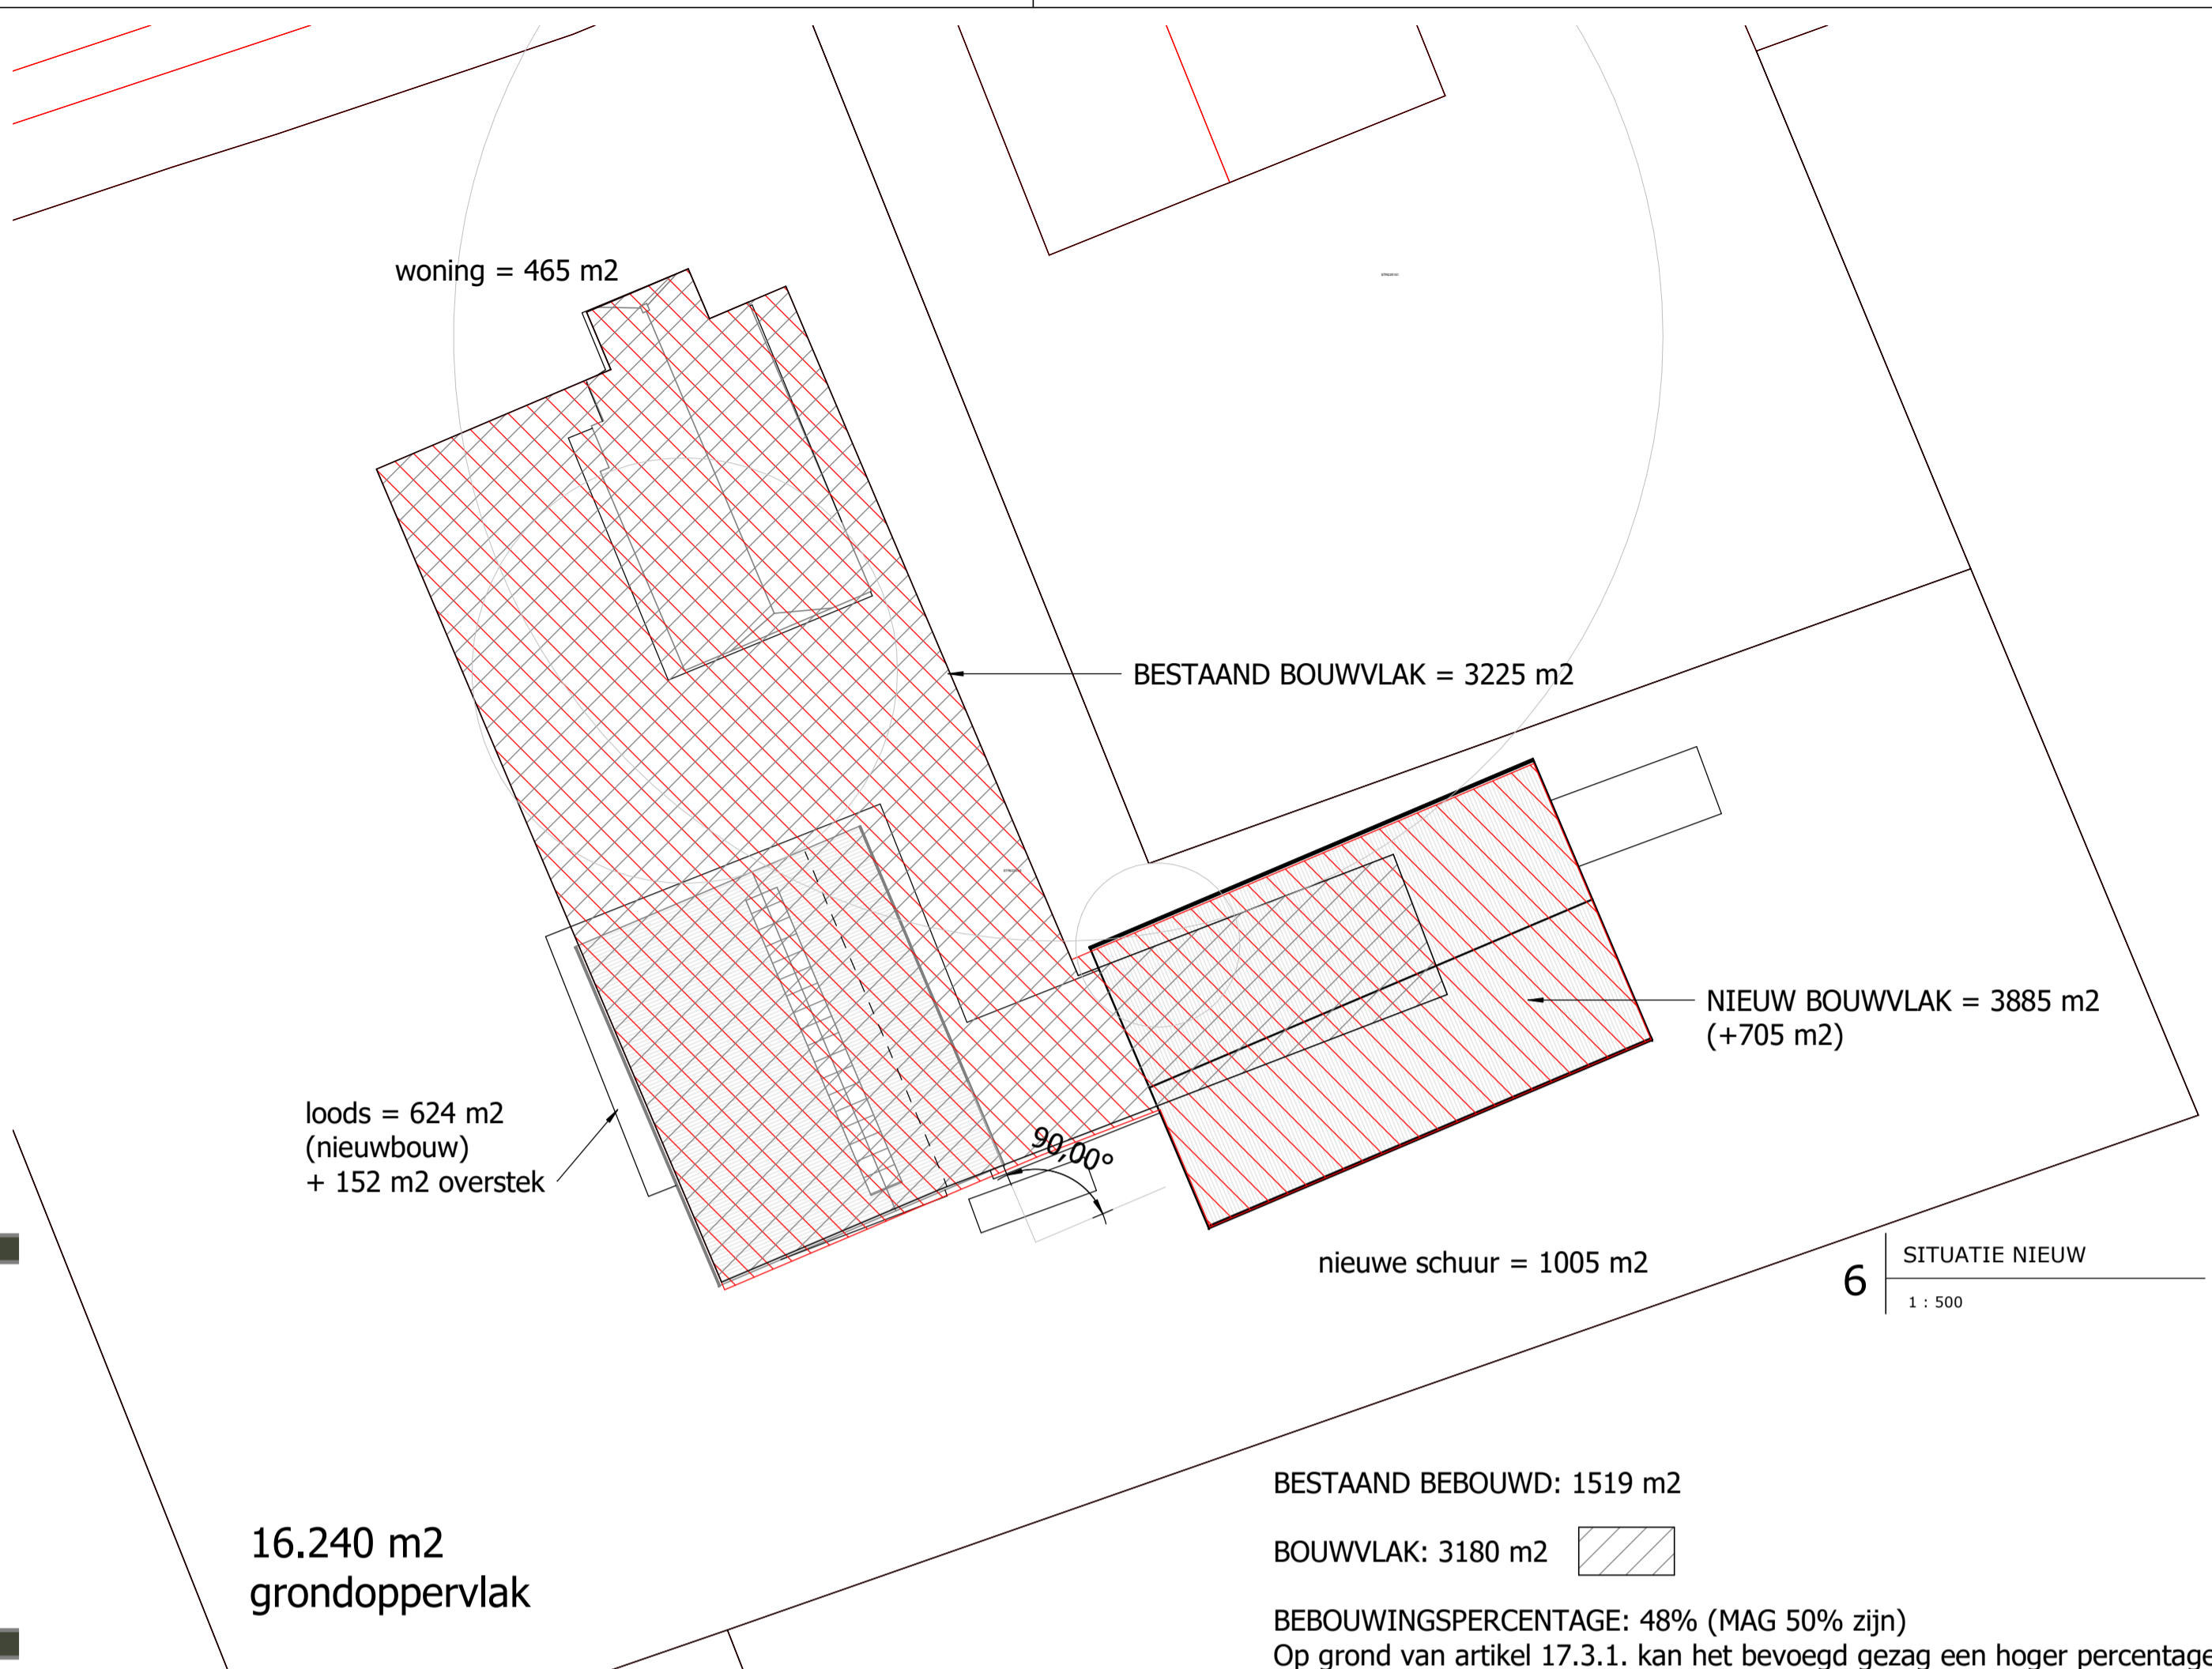 woning = 465 m2
BESTAAND BOUWVLAK = 3225 m2
NIEUW BOUWVLAK = 3885 m2
(+705 m2)
loods = 624 m2
(nieuwbouw)
+ 152 m2 overstek
90,00°
nieuwe schuur = 1005 m2
6
SITUATIE NIEUW
1 : 500
16.240 m2
grondoppervlak
BESTAAND BEBOUWD: 1519 m2
BOUWVLAK: 3180 m2
BEBOUWINGSPERCENTAGE: 48% (MAG 50% zijn)
Op grond van artikel 17.3.1. kan het bevoegd gezag een hoger percentage